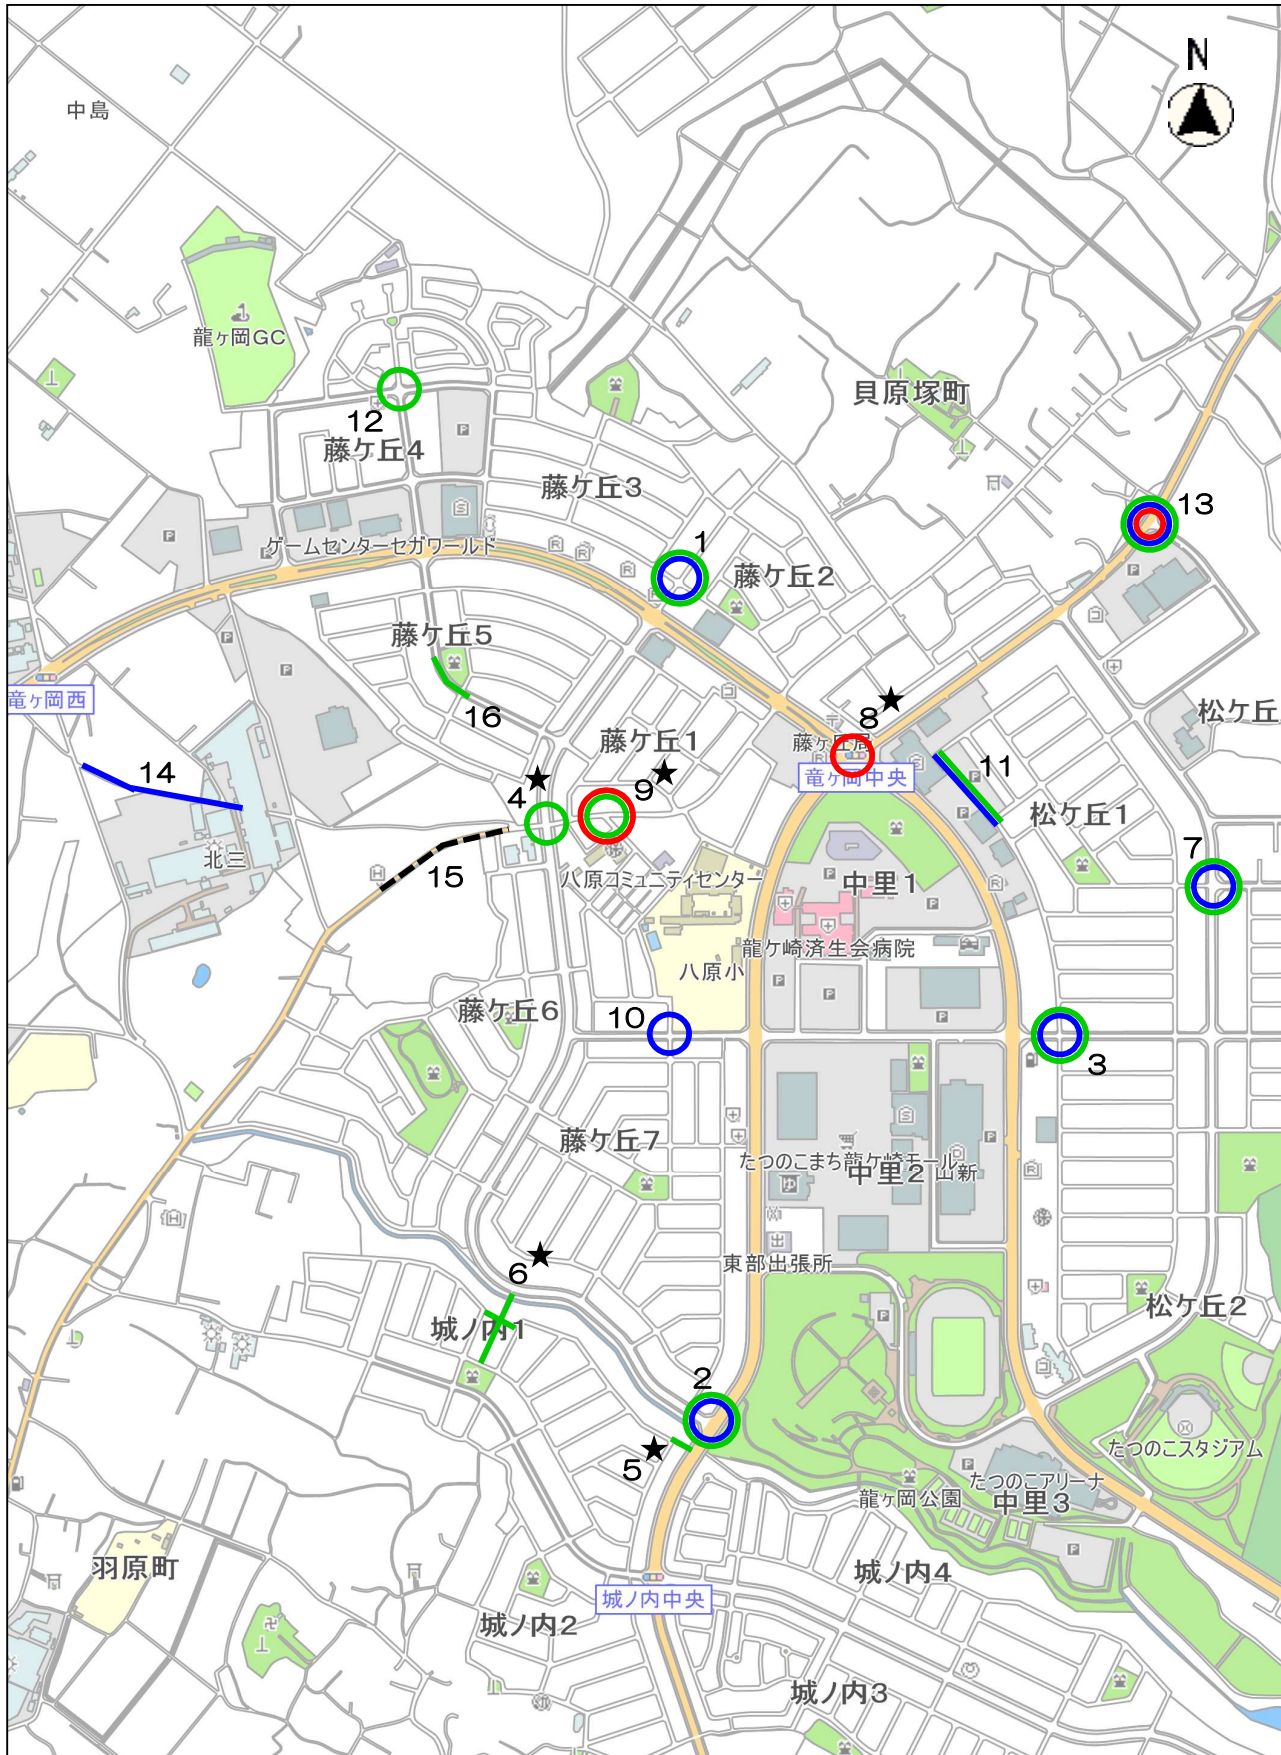 N
中島
龍ヶ岡GC
貝原塚町
12
藤ケ丘4
藤ケ丘3
13
ゲームセンターセガワールド
1
藤ケ丘2
藤ケ丘5
竜ヶ岡西
16
8
松ケ丘
藤ケ丘1
藤ヶ丘局
竜ヶ岡中央
14
9
11
4
松ケ丘1
北三
15
八原コミュニティセンター
7
中里1
龍ケ崎済生会病院
八原小
藤ケ丘6
10
3
藤ケ丘7
たつのこまち龍ケ崎モール
中里2
山新
東部出張所
6
松ケ丘2
城ノ内1
2
たつのこスタジアム
5
たつのこアリーナ
龍ヶ岡公園
中里3
羽原町
城ノ内4
城ノ内中央
城ノ内2
城ノ内3